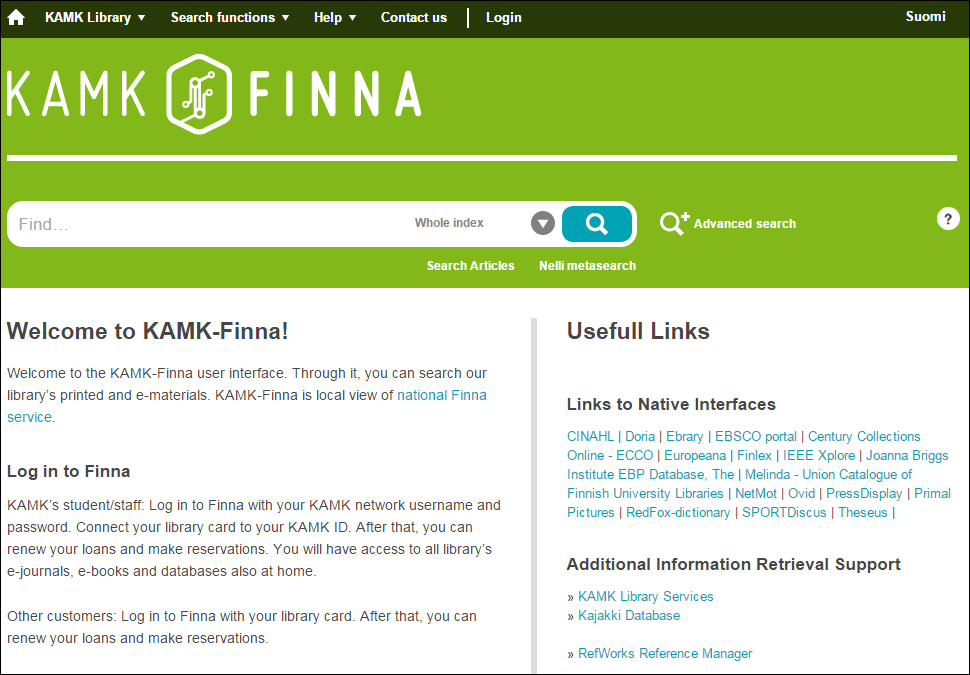 KAMK Library Search functions Help Contact us Login Suomi
KAMK FINNA
Find... Whole index Advanced search ?
Search Articles Nelli metasearch
Welcome to KAMK-Finna!
Welcome to the KAMK-Finna user interface. Through it, you can search our
library's printed and e-materials. KAMK-Finna is local view of national Finna
service.
Log in to Finna
KAMK's student/staff: Log in to Finna with your KAMK network username and
password. Connect your library card to your KAMK ID. After that, you can
renew your loans and make reservations. You will have access to all library's
e-journals, e-books and databases also at home.
Other customers: Log in to Finna with your library card. After that, you can
renew your loans and make reservations.
Usefull Links
Links to Native Interfaces
CINAHL | Doria | Ebrary | EBSCO portal | Century Collections
Online - ECCO | Europeana | Finlex | IEEE Xplore | Joanna Briggs
Institute EBP Database, The | Melinda - Union Catalogue of
Finnish University Libraries | NetMot | Ovid | PressDisplay | Primal
Pictures | RedFox-dictionary | SPORTDiscus | Theseus |
Additional Information Retrieval Support
» KAMK Library Services
» Kajakki Database
» RefWorks Reference Manager